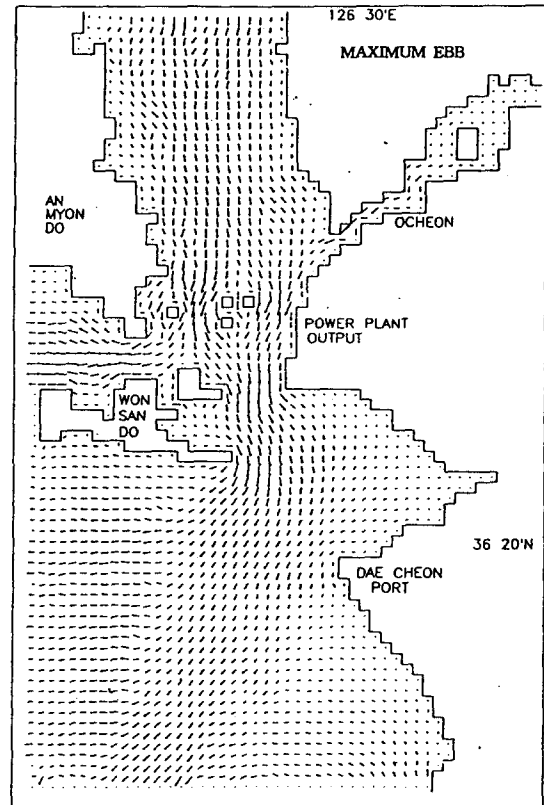 126 30'E
MAXIMUM EBB
AN
MYON
DO
OCHEON
POWER PLANT
OUTPUT
WON
SAN
DO
36 20'N
DAE CHEON
PORT